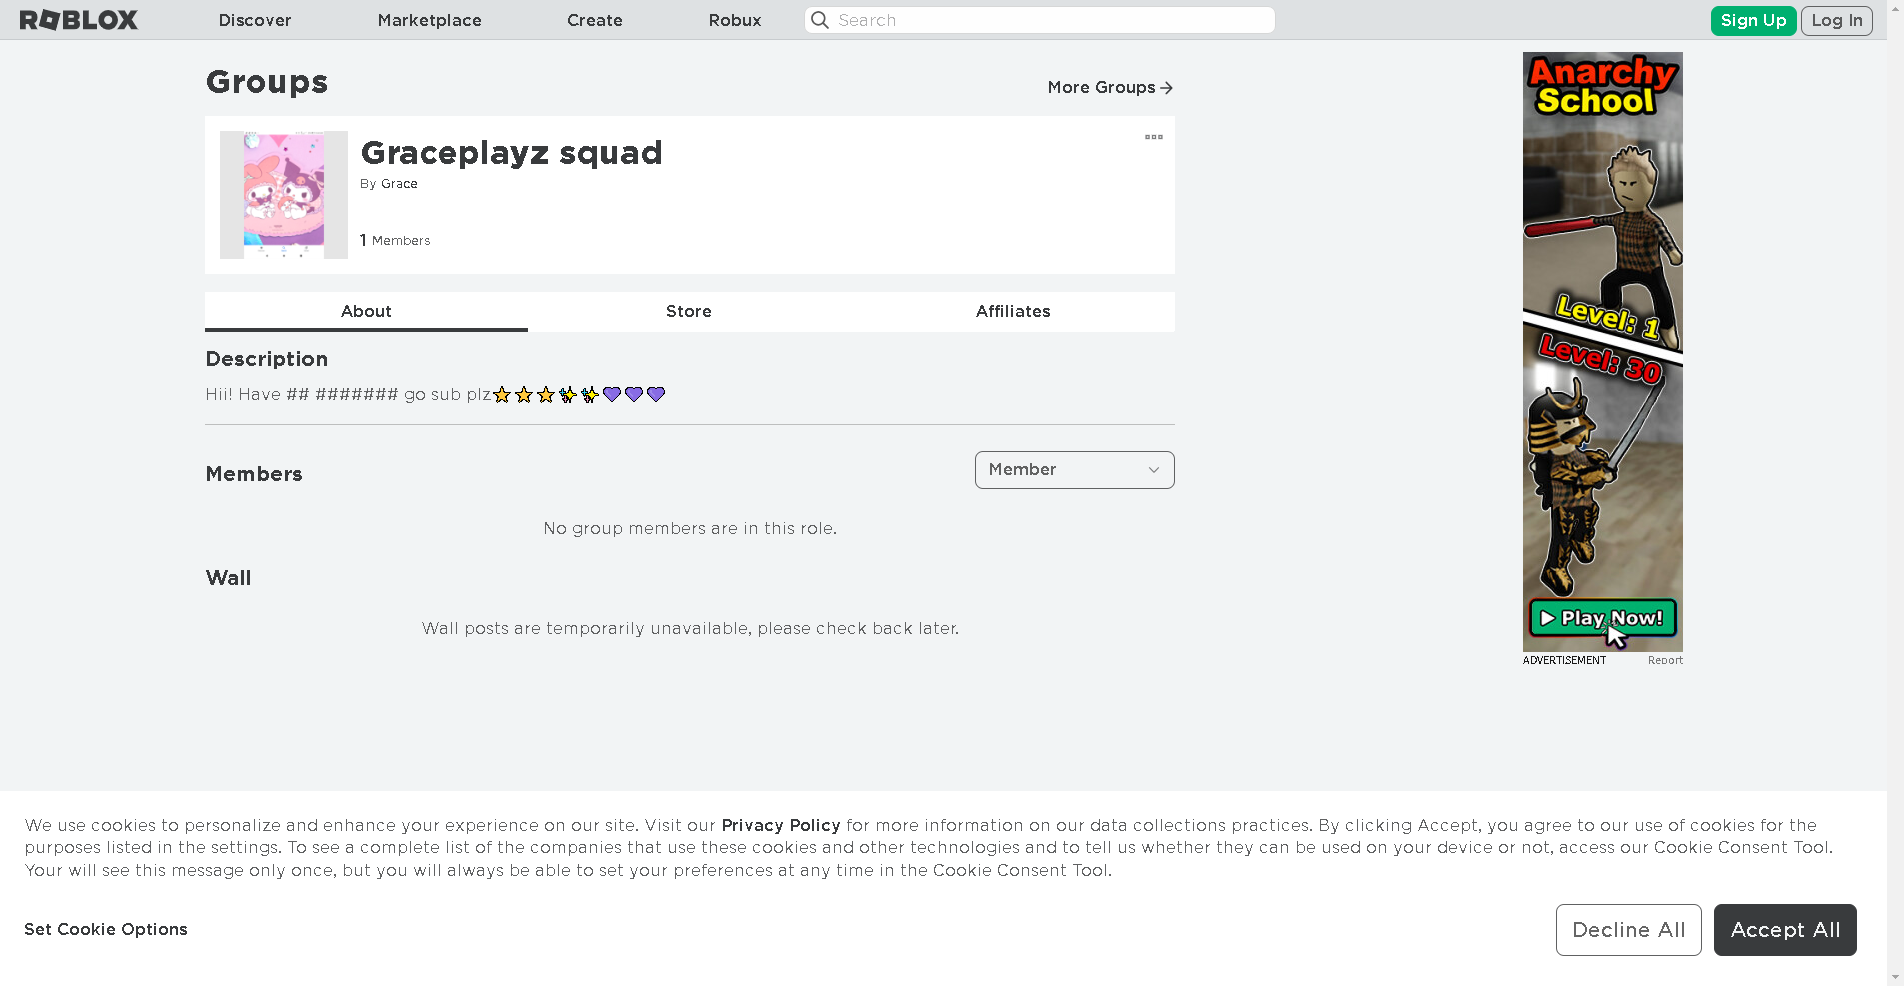 ROBLOX
Discover
Marketplace
Create
Robux
Search
Sign Up
Log In
Groups
More Groups
Graceplayz squad
By Grace
1 Members
About
Store
Affiliates
Description
Hii! Have ## ####### go sub plz⭐⭐⭐✨✨💜💜💜
Members
Member
No group members are in this role.
Wall
Wall posts are temporarily unavailable, please check back later.
Anarchy
School
Level: 1
Level: 30
Play Now!
ADVERTISEMENT
Report
We use cookies to personalize and enhance your experience on our site. Visit our Privacy Policy for more information on our data collections practices. By clicking Accept, you agree to our use of cookies for the
purposes listed in the settings. To see a complete list of the companies that use these cookies and other technologies and to tell us whether they can be used on your device or not, access our Cookie Consent Tool.
Your will see this message only once, but you will always be able to set your preferences at any time in the Cookie Consent Tool.
Set Cookie Options
Decline All
Accept All